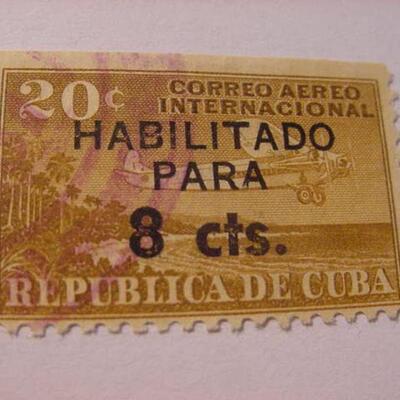 20¢ CORREO AEREO
INTERNACIONAL
HABILITADO
PARA
8 cts.
REPUBLICA DE CUBA